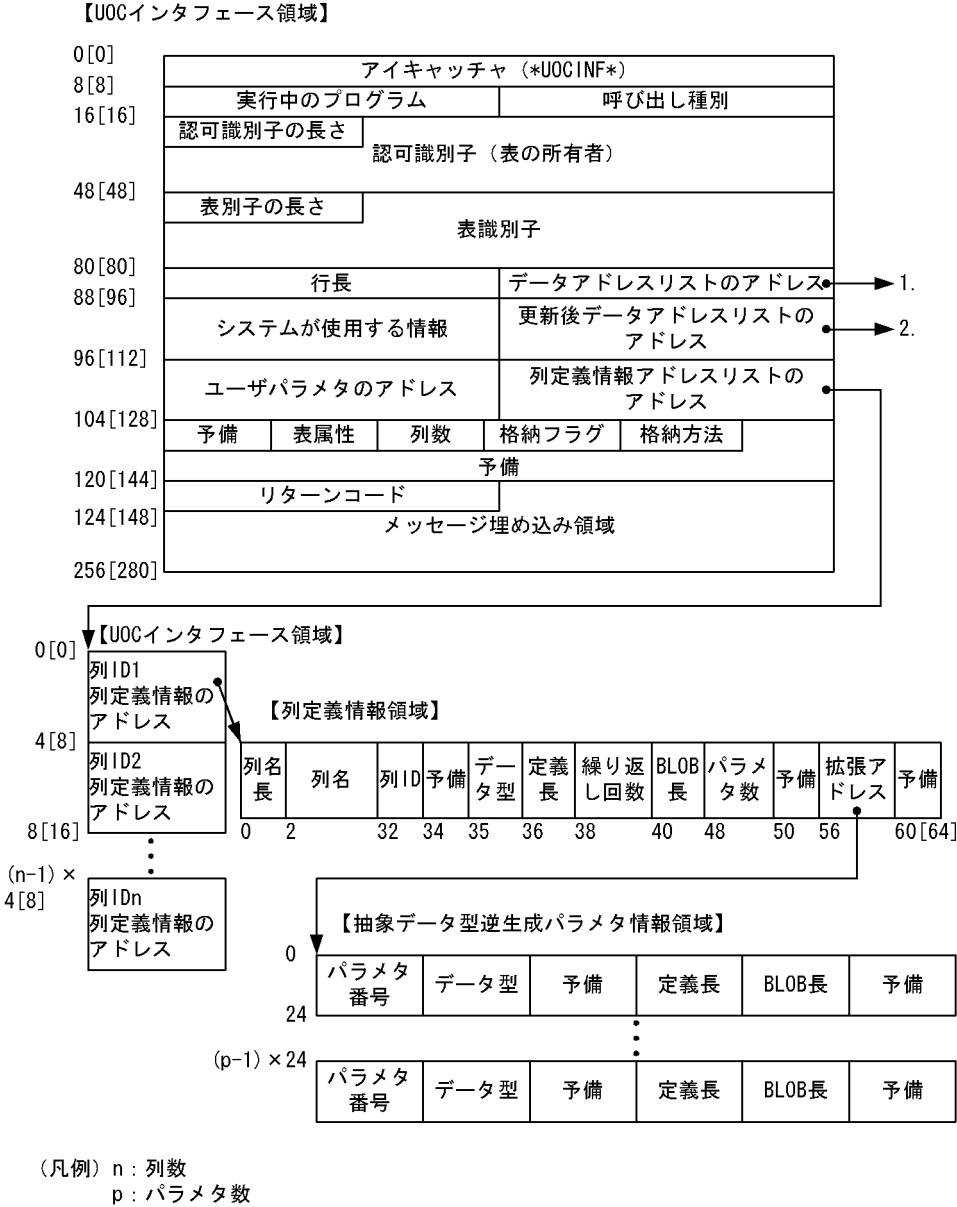 【UOCインタフェース領域】
0[0]
アイキャッチャ（*UOCINF*）
8[8]
実行中のプログラム
呼び出し種別
16[16]
認可識別子の長さ
認可識別子（表の所有者）
48[48]
表別子の長さ
表識別子
80[80]
行長
データアドレスリストのアドレス
1.
88[96]
システムが使用する情報
更新後データアドレスリストの
アドレス
2.
96[112]
ユーザパラメタのアドレス
列定義情報アドレスリストの
アドレス
104[128]
予備
表属性
列数
格納フラグ
格納方法
予備
120[144]
リターンコード
124[148]
メッセージ埋め込み領域
256[280]
【UOCインタフェース領域】
0[0]
列ID1
列定義情報の
アドレス
4[8]
列ID2
列定義情報の
アドレス
8[16]
(n-1)×
4[8]
列IDn
列定義情報の
アドレス
【列定義情報領域】
列名
長
列名
列ID
予備
デー
タ型
定義
長
繰り返
し回数
BLOB
長
パラメ
タ数
予備
拡張ア
ドレス
予備
0
2
32
34
35
36
38
40
48
50
56
60[64]
【抽象データ型逆生成パラメタ情報領域】
0
パラメタ
番号
データ型
予備
定義長
BLOB長
予備
24
(p-1)×24
パラメタ
番号
データ型
予備
定義長
BLOB長
予備
（凡例）n：列数
p：パラメタ数